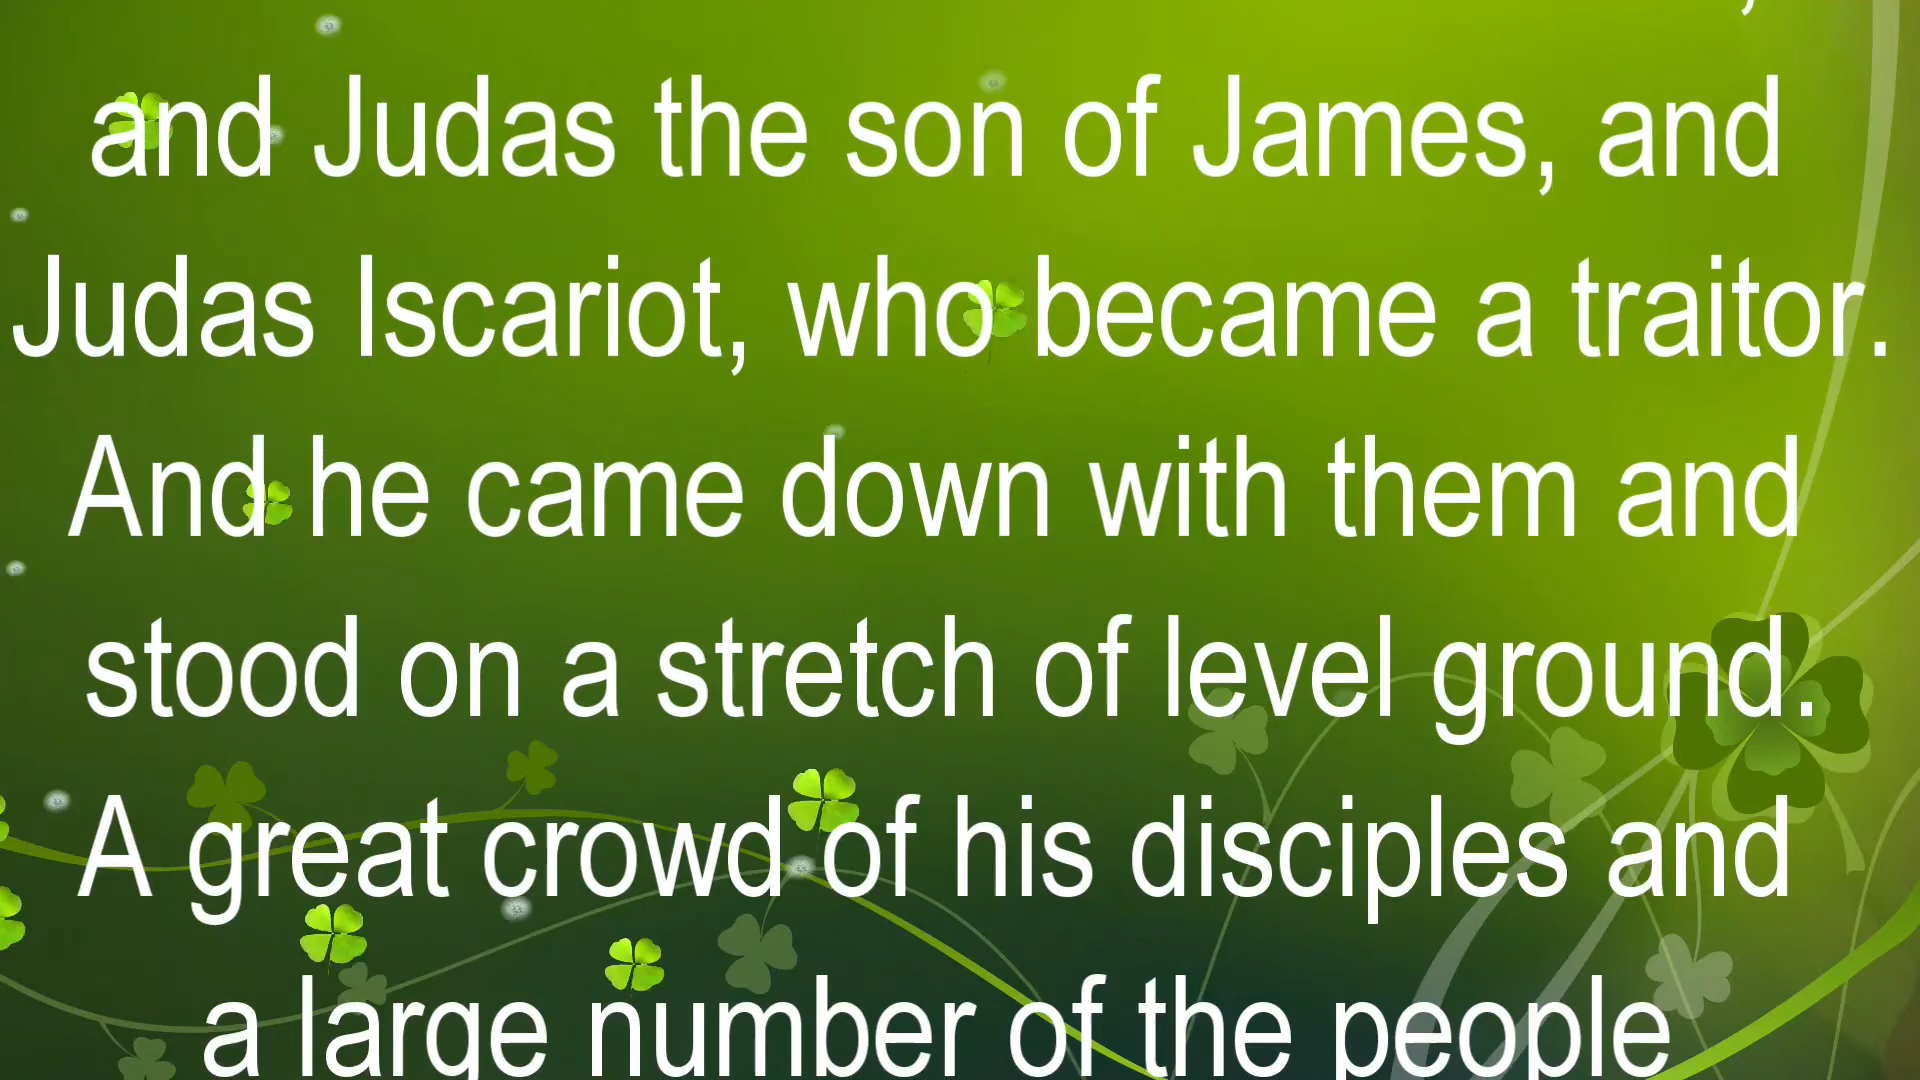 and Judas the son of James, and
Judas Iscariot, who became a traitor.
And he came down with them and
stood on a stretch of level ground.
A great crowd of his disciples and
a large number of the people